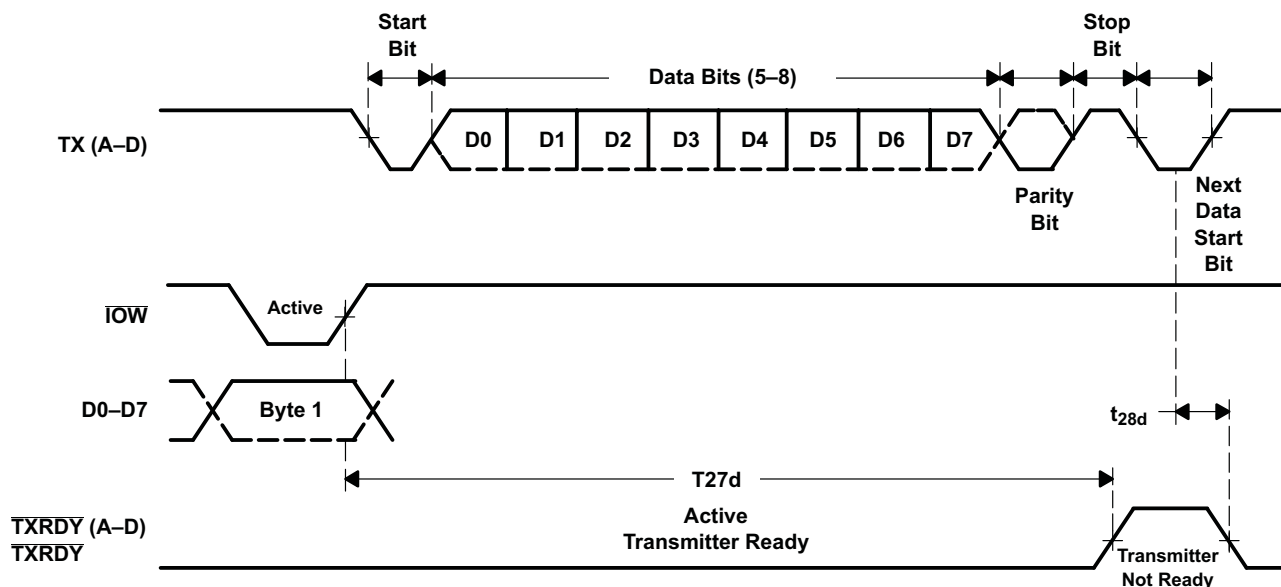 Start
Bit
Stop
Bit
Data Bits (5–8)
TX (A–D)
D0 D1 D2 D3 D4 D5 D6 D7
Parity
Bit
Next
Data
Start
Bit
IOW
Active
D0–D7
Byte 1
t28d
T27d
TXRDY (A–D)
TXRDY
Active
Transmitter Ready
Transmitter
Not Ready